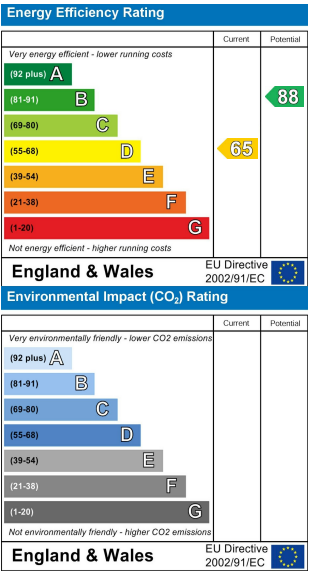 Energy Efficiency Rating
Current Potential
Very energy efficient - lower running costs
(92 plus) A
(81-91) B
88
(69-80) C
(55-68) D
65
(39-54) E
(21-38) F
(1-20) G
Not energy efficient - higher running costs
England & Wales
EU Directive
2002/91/EC
Environmental Impact (CO₂) Rating
Current Potential
Very environmentally friendly - lower CO2 emissions
(92 plus) A
(81-91) B
(69-80) C
(55-68) D
(39-54) E
(21-38) F
(1-20) G
Not environmentally friendly - higher CO2 emissions
England & Wales
EU Directive
2002/91/EC